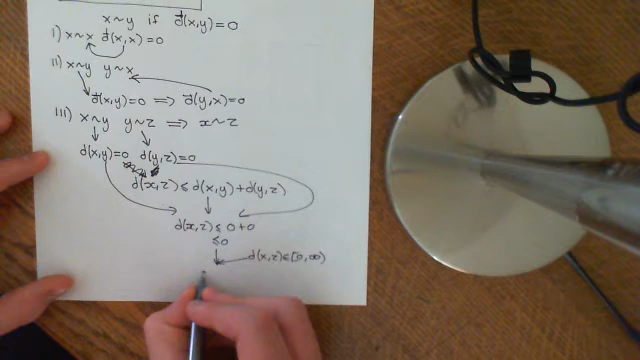 x~y if d(x,y)=0
I) x~x d(x,x)=0
II) x~y y~x
d(x,y)=0 ⟹ d(y,x)=0
III) x~y y~z ⟹ x~z
d(x,y)=0 d(y,z)=0
d(x,z) ≤ d(x,y)+d(y,z)
d(x,z) ≤ 0+0
≤0
d(x,z)∈[0,∞)